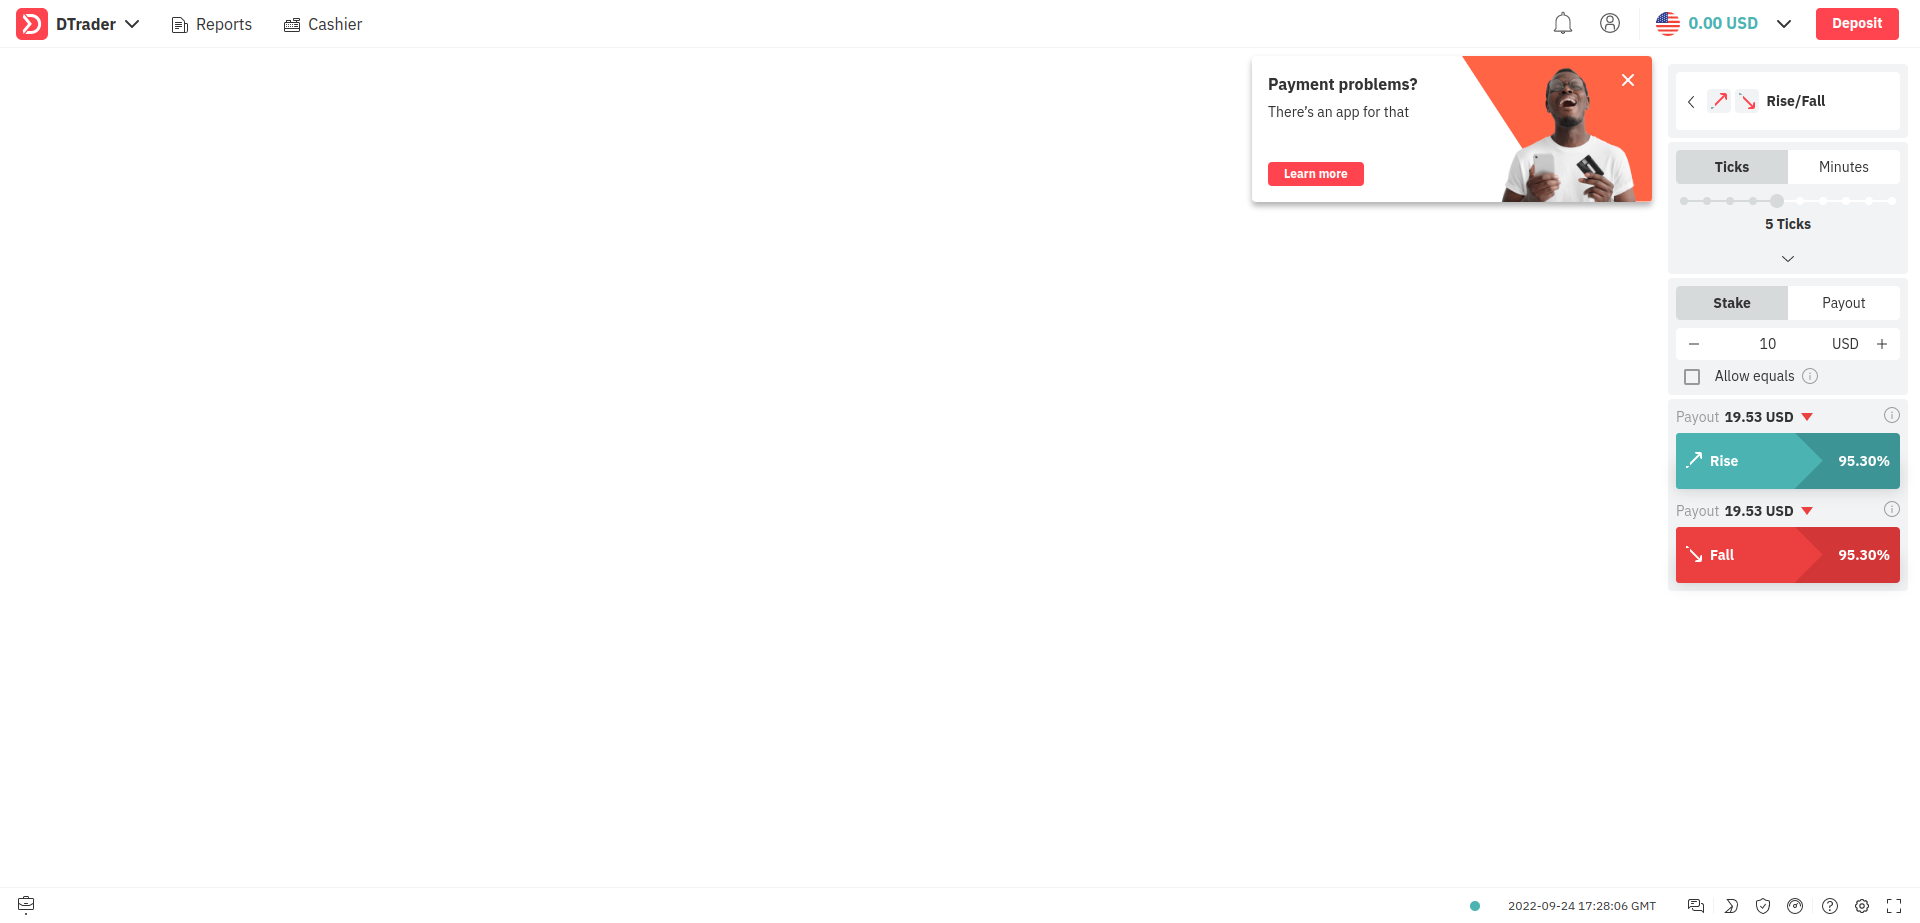 DTrader
Reports
Cashier
0.00 USD
Deposit
Payment problems?
There's an app for that
Learn more
Rise/Fall
Ticks
Minutes
5 Ticks
Stake
Payout
10
USD
Allow equals
Payout 19.53 USD
Rise
95.30%
Payout 19.53 USD
Fall
95.30%
2022-09-24 17:28:06 GMT